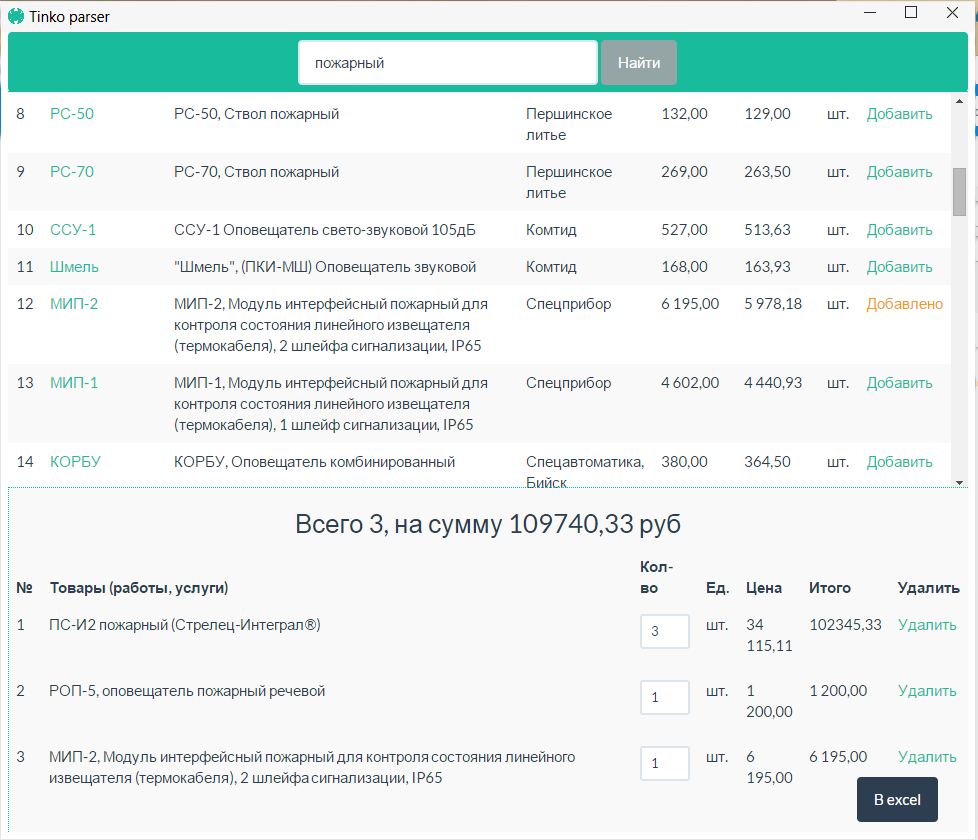 Tinko parser
пожарный
Найти
8 РС-50 РС-50, Ствол пожарный Першинское 132,00 129,00 шт. Добавить
литье
9 РС-70 РС-70, Ствол пожарный Першинское 269,00 263,50 шт. Добавить
литье
10 ССУ-1 ССУ-1 Оповещатель свето-звуковой 105дБ Комтид 527,00 513,63 шт. Добавить
11 Шмель "Шмель", (ПКИ-МШ) Оповещатель звуковой Комтид 168,00 163,93 шт. Добавить
12 МИП-2 МИП-2, Модуль интерфейсный пожарный для Спецприбор 6 195,00 5 978,18 шт. Добавлено
контроля состояния линейного извещателя
(термокабеля), 2 шлейфа сигнализации, IP65
13 МИП-1 МИП-1, Модуль интерфейсный пожарный для Спецприбор 4 602,00 4 440,93 шт. Добавить
контроля состояния линейного извещателя
(термокабеля), 1 шлейф сигнализации, IP65
14 КОРБУ КОРБУ, Оповещатель комбинированный Спецавтоматика, 380,00 364,50 шт. Добавить
Бийск
Всего 3, на сумму 109740,33 руб
Кол-
№ Товары (работы, услуги) во Ед. Цена Итого Удалить
1 ПС-И2 пожарный (Стрелец-Интеграл®) 3 шт. 34 102345,33 Удалить
115,11
2 РОП-5, оповещатель пожарный речевой 1 шт. 1 1 200,00 Удалить
200,00
3 МИП-2, Модуль интерфейсный пожарный для контроля состояния линейного 1 шт. 6 6 195,00 Удалить
извещателя (термокабеля), 2 шлейфа сигнализации, IP65 195,00
В excel